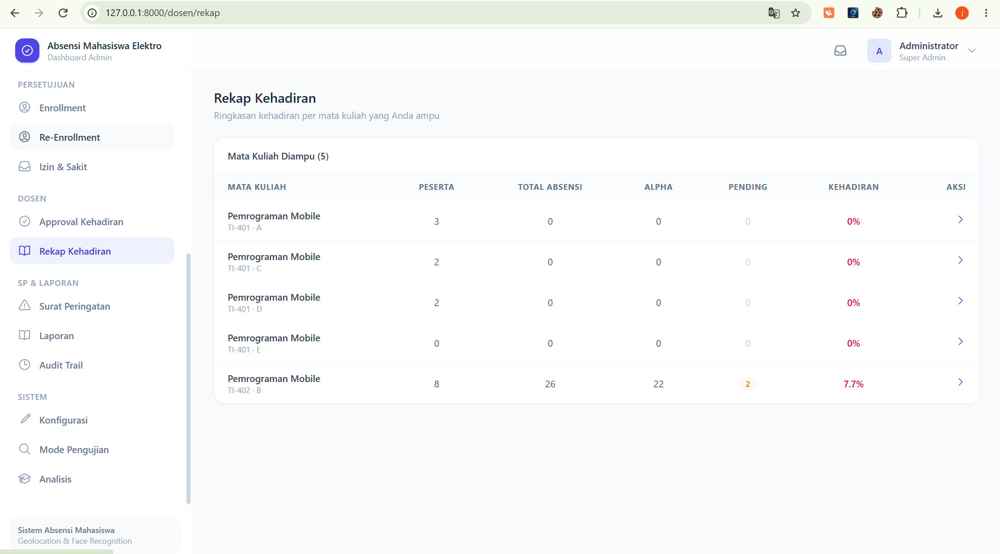 127.0.0.1:8000/dosen/rekap
j
Absensi Mahasiswa Elektro
Dashboard Admin
A
Administrator
Super Admin
PERSETUJUAN
Enrollment
Re-Enrollment
Izin & Sakit
DOSEN
Approval Kehadiran
Rekap Kehadiran
SP & LAPORAN
Surat Peringatan
Laporan
Audit Trail
SISTEM
Konfigurasi
Mode Pengujian
Analisis
Sistem Absensi Mahasiswa
Geolocation & Face Recognition
Rekap Kehadiran
Ringkasan kehadiran per mata kuliah yang Anda ampu
Mata Kuliah Diampu (5)
MATA KULIAH PESERTA TOTAL ABSENSI ALPHA PENDING KEHADIRAN AKSI
Pemrograman Mobile 3 0 0 0 0%
TI-401 · A
Pemrograman Mobile 2 0 0 0 0%
TI-401 · C
Pemrograman Mobile 2 0 0 0 0%
TI-401 · D
Pemrograman Mobile 0 0 0 0 0%
TI-401 · E
Pemrograman Mobile 8 26 22 2 7.7%
TI-402 · B